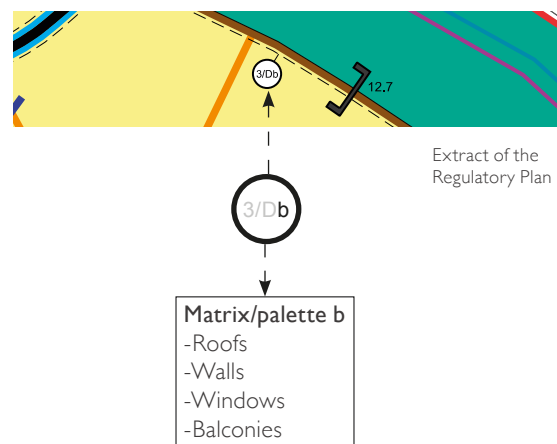 3/Db
12.7
Extract of the
Regulatory Plan
3/Db
Matrix/palette b
-Roofs
-Walls
-Windows
-Balconies